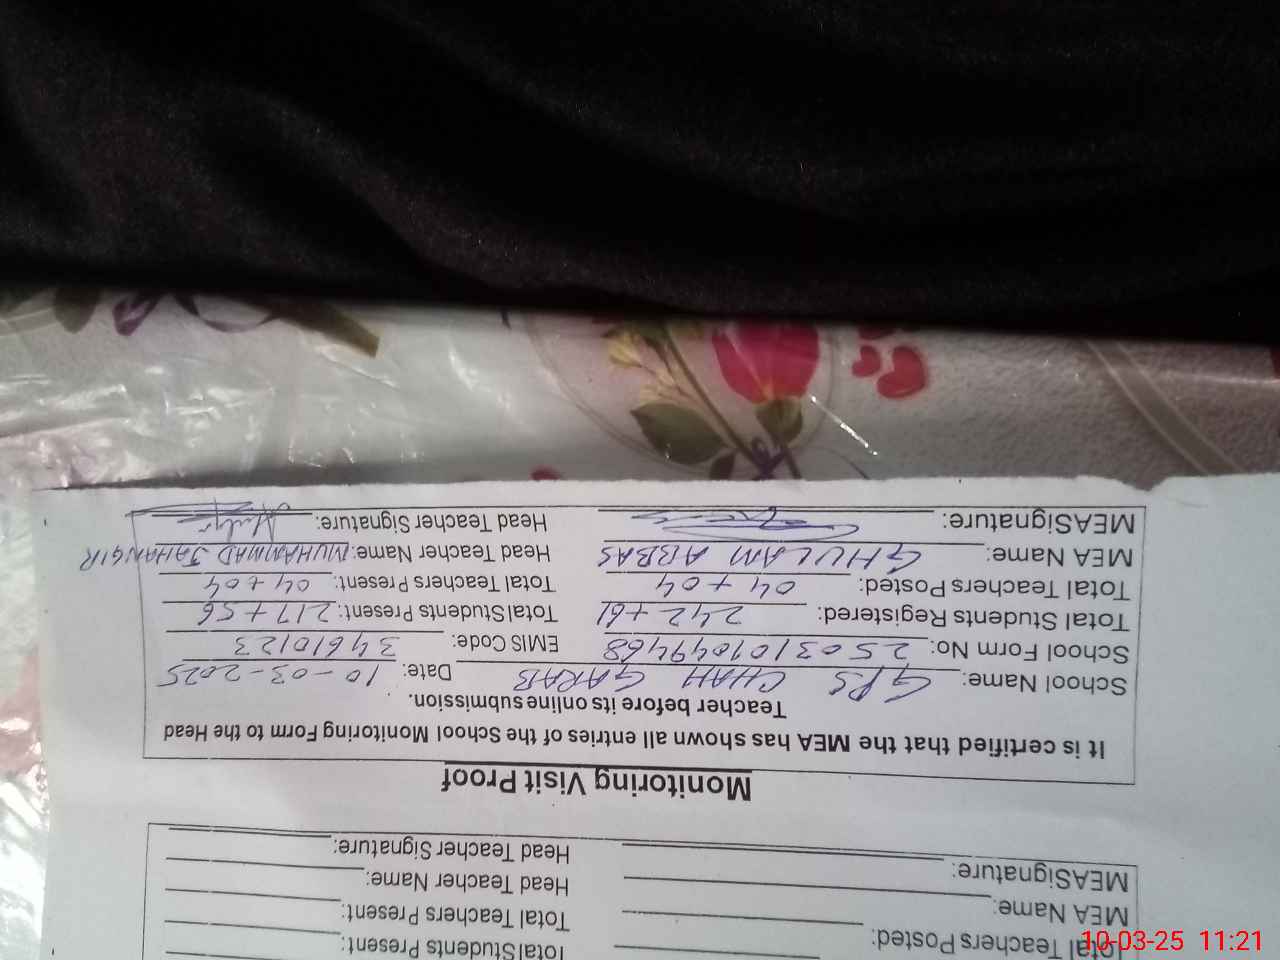 Total Students Present:
Total Teachers Posted: Total Teachers Present:
MEA Name: Head Teacher Name:
MEASignature: Head Teacher Signature:
Monitoring Visit Proof
It is certified that the MEA has shown all entries of the School Monitoring Form to the Head
Teacher before its online submission.
School Name: GPS CHAH GARAB Date: 10-03-2025
School Form No: EMIS Code: 34610123
Total Students Registered: 242+61 Total Students Present: 217+56
Total Teachers Posted: 04+04 Total Teachers Present: 04+04
MEA Name: GHULAM ABBAS Head Teacher Name: MUHAMMAD JAHANGIR
MEASignature: Head Teacher Signature:
10-03-25 11:21